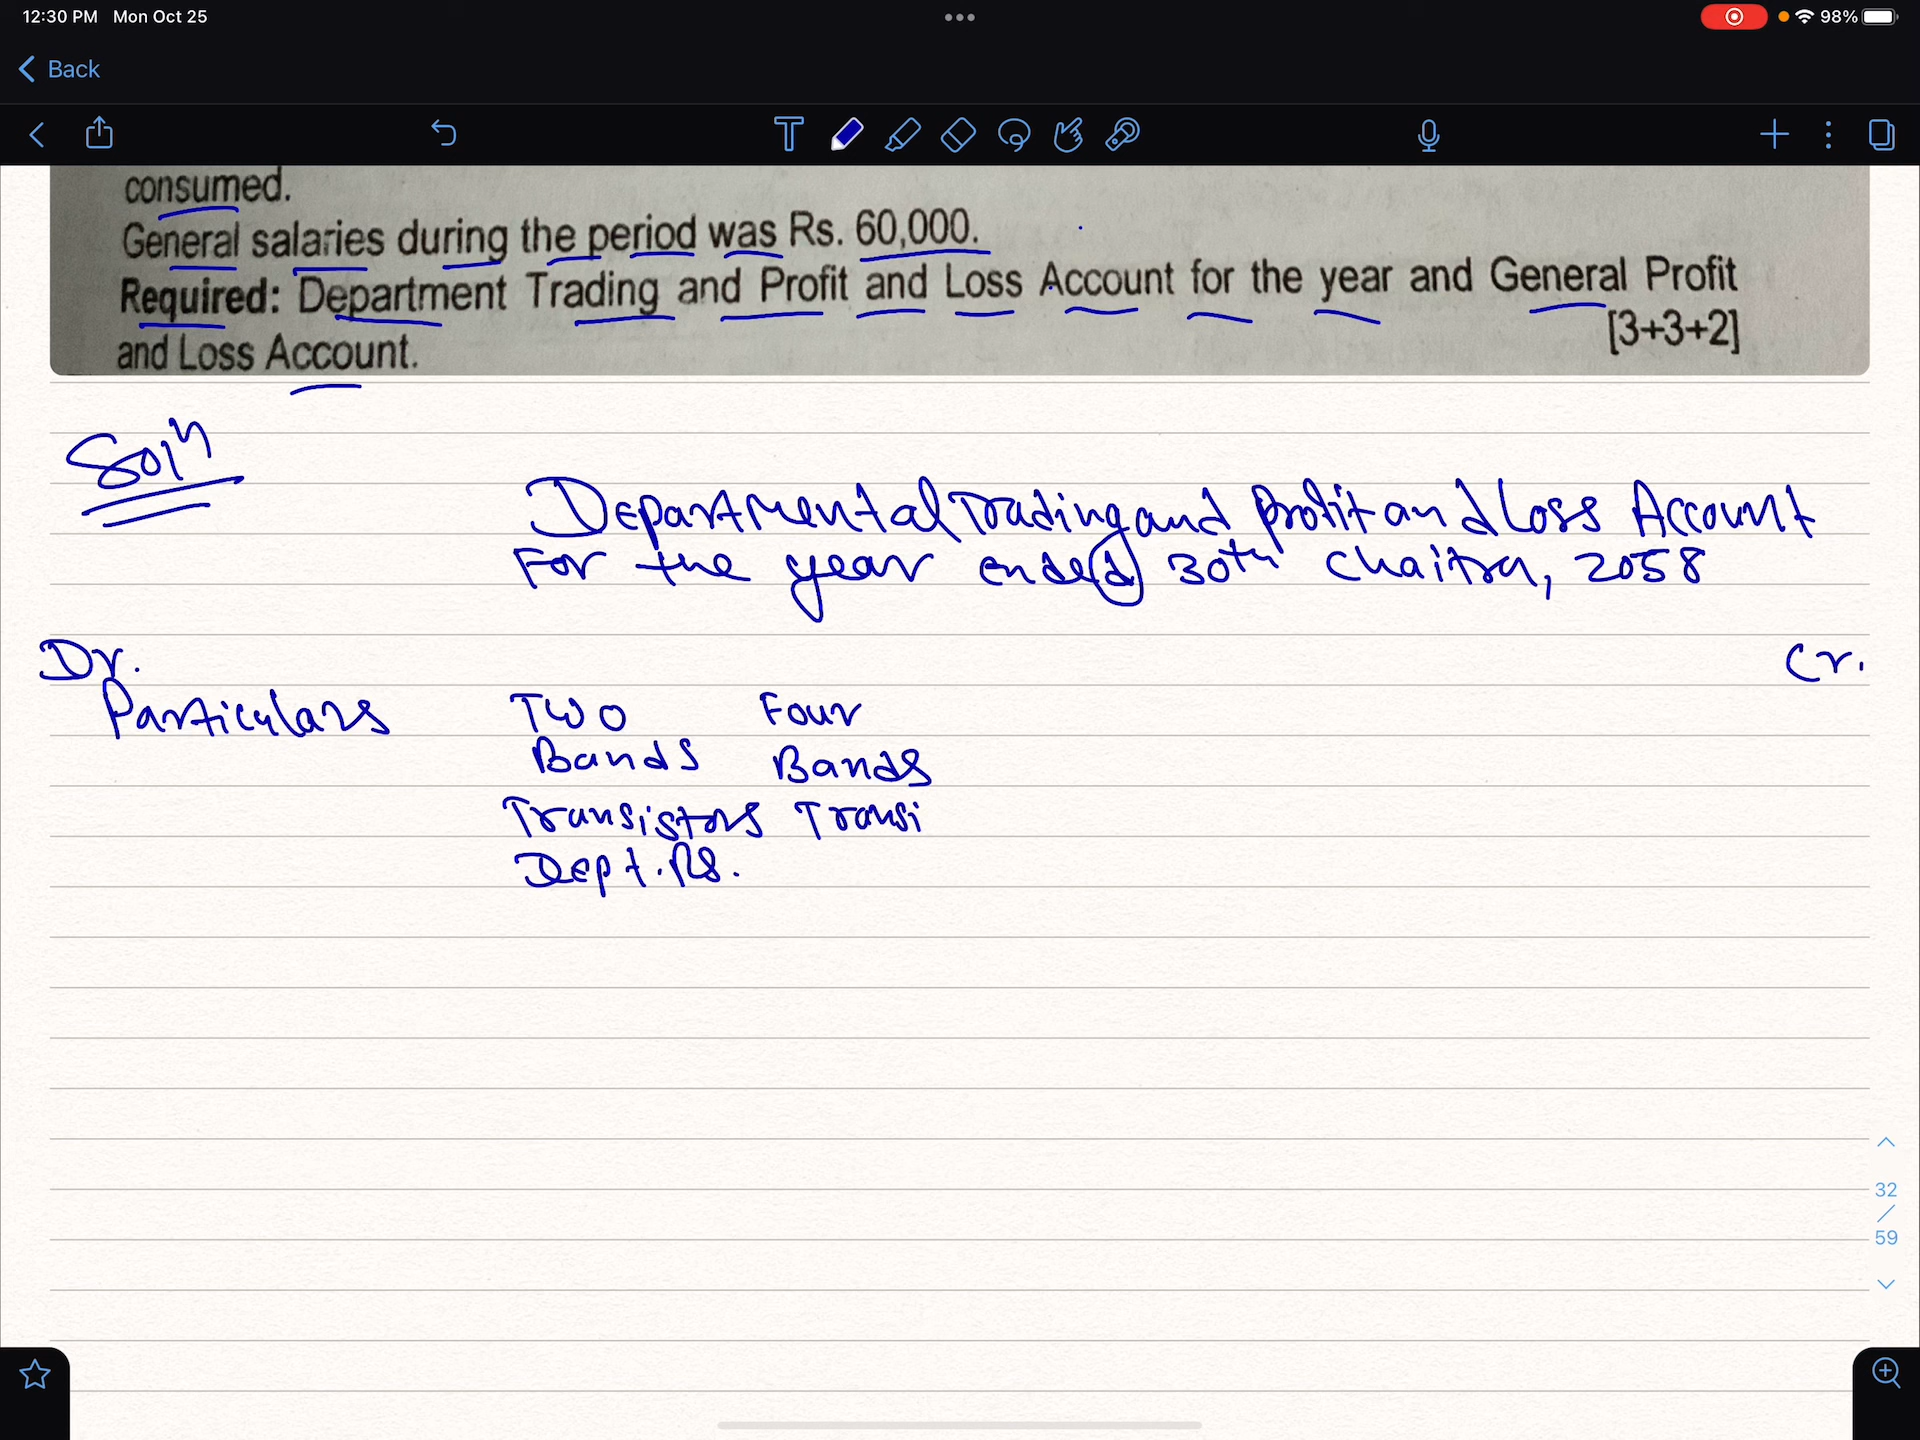 12:30 PM Mon Oct 25
98%
Back
consumed.
General salaries during the period was Rs. 60,000.
Required: Department Trading and Profit and Loss Account for the year and General Profit
and Loss Account.
[3+3+2]
Soln
Departmental Trading and Profit and Loss Account
For the year ended 30th Chaitra, 2058
Dr. Cr.
Particulars Two Four
Bands Bands
Transistors Transi
Dept. Rs.
32
/
59